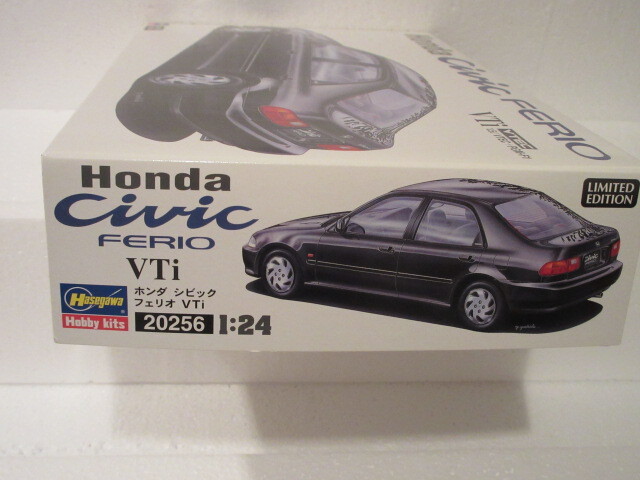 Honda Civic FERIO
VTi
Honda
Civic
FERIO
VTi
ホンダ シビック
フェリオ VTi
Hasegawa
Hobby kits
20256
1:24
LIMITED
EDITION